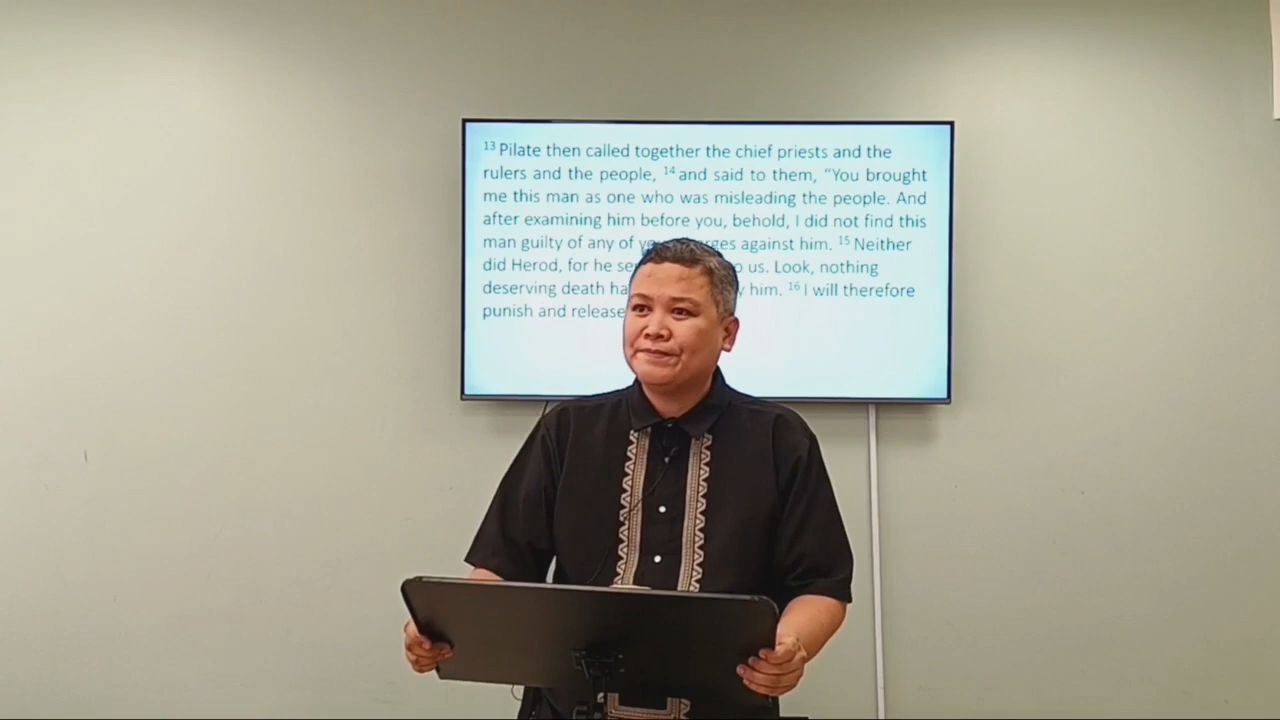 13 Pilate then called together the chief priests and the
rulers and the people, 14 and said to them, “You brought
me this man as one who was misleading the people. And
after examining him before you, behold, I did not find this
man guilty of any of against him. 15 Neither
did Herod, for he us. Look, nothing
deserving death him. 16 I will therefore
punish and release